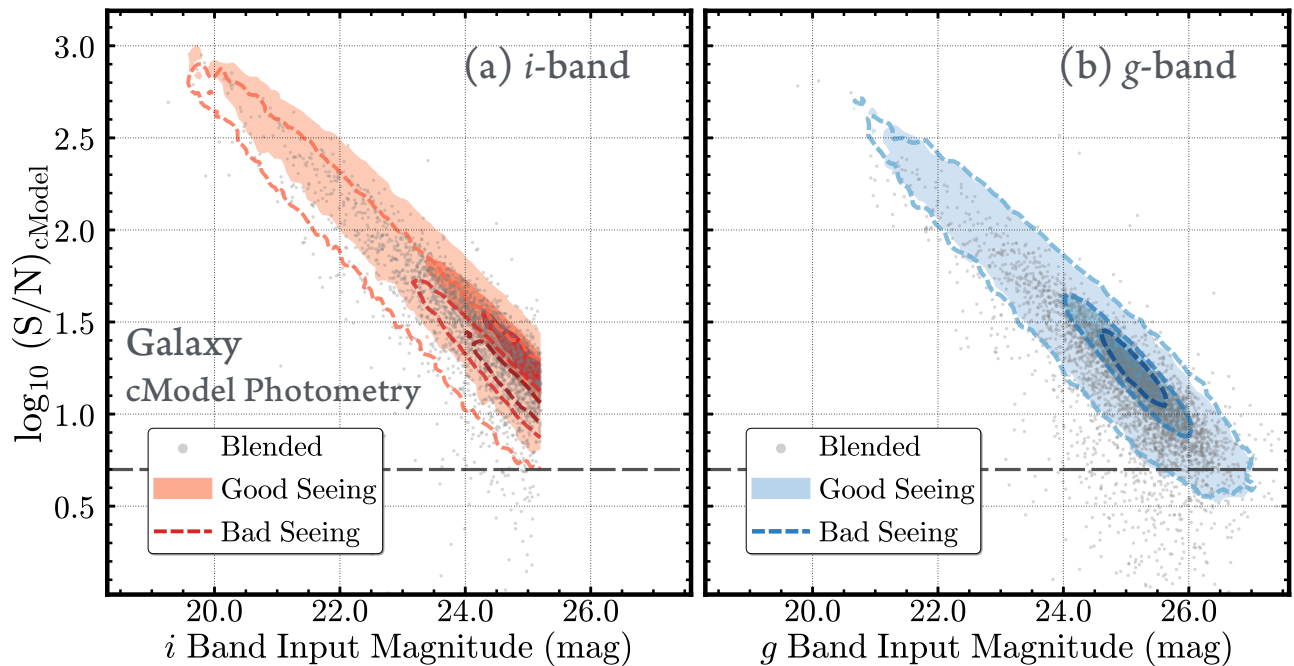 (a) i-band
(b) g-band
log₁₀ (S/N)cModel
3.0
2.5
2.0
1.5
1.0
0.5
Galaxy
cModel Photometry
Blended
Good Seeing
Bad Seeing
Blended
Good Seeing
Bad Seeing
20.0 22.0 24.0 26.0
20.0 22.0 24.0 26.0
i Band Input Magnitude (mag)
g Band Input Magnitude (mag)